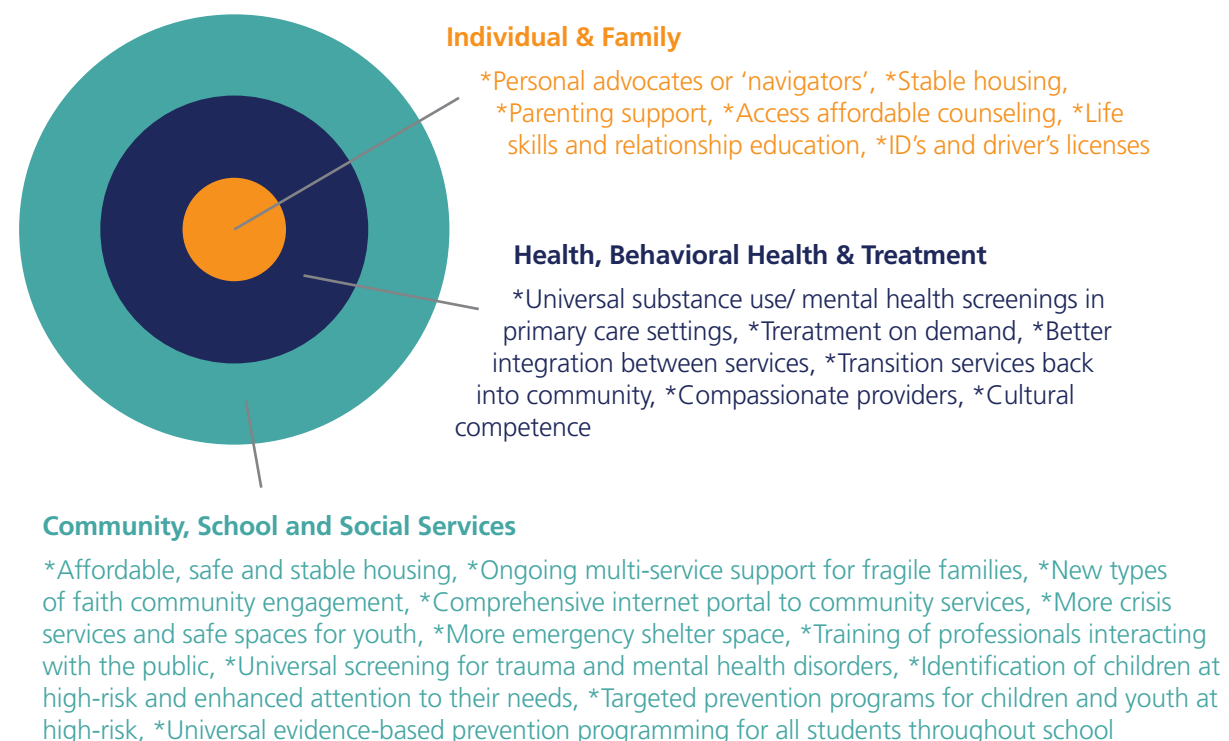 Individual & Family
*Personal advocates or ‘navigators’, *Stable housing,
*Parenting support, *Access affordable counseling, *Life
skills and relationship education, *ID’s and driver’s licenses
Health, Behavioral Health & Treatment
*Universal substance use/ mental health screenings in
primary care settings, *Treratment on demand, *Better
integration between services, *Transition services back
into community, *Compassionate providers, *Cultural
competence
Community, School and Social Services
*Affordable, safe and stable housing, *Ongoing multi-service support for fragile families, *New types
of faith community engagement, *Comprehensive internet portal to community services, *More crisis
services and safe spaces for youth, *More emergency shelter space, *Training of professionals interacting
with the public, *Universal screening for trauma and mental health disorders, *Identification of children at
high-risk and enhanced attention to their needs, *Targeted prevention programs for children and youth at
high-risk, *Universal evidence-based prevention programming for all students throughout school